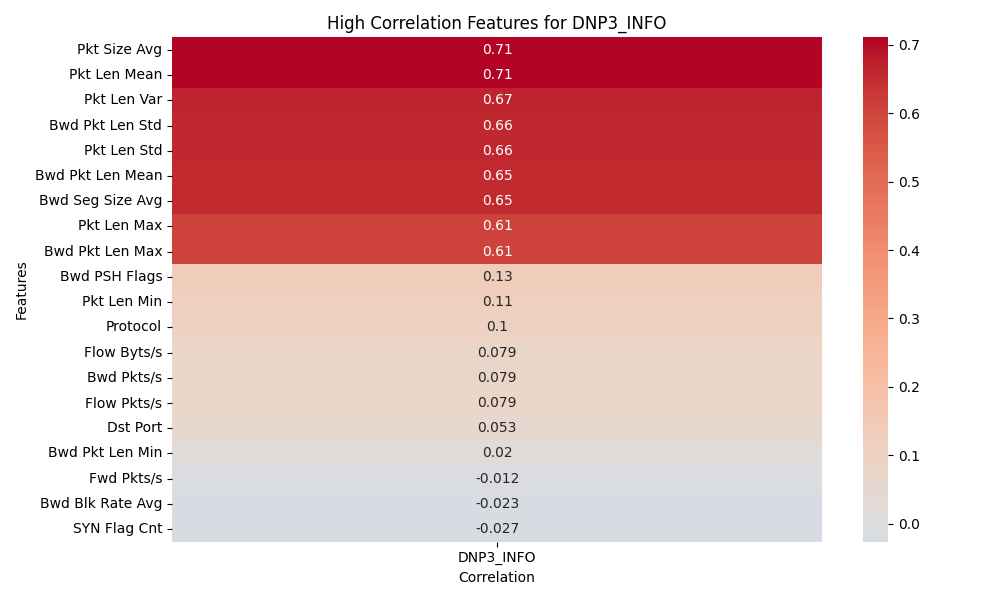 High Correlation Features for DNP3_INFO
Pkt Size Avg 0.71
Pkt Len Mean 0.71
Pkt Len Var 0.67
Bwd Pkt Len Std 0.66
Pkt Len Std 0.66
Bwd Pkt Len Mean 0.65
Bwd Seg Size Avg 0.65
Pkt Len Max 0.61
Bwd Pkt Len Max 0.61
Bwd PSH Flags 0.13
Pkt Len Min 0.11
Protocol 0.1
Flow Byts/s 0.079
Bwd Pkts/s 0.079
Flow Pkts/s 0.079
Dst Port 0.053
Bwd Pkt Len Min 0.02
Fwd Pkts/s -0.012
Bwd Blk Rate Avg -0.023
SYN Flag Cnt -0.027
Features
DNP3_INFO
Correlation
0.7
0.6
0.5
0.4
0.3
0.2
0.1
0.0